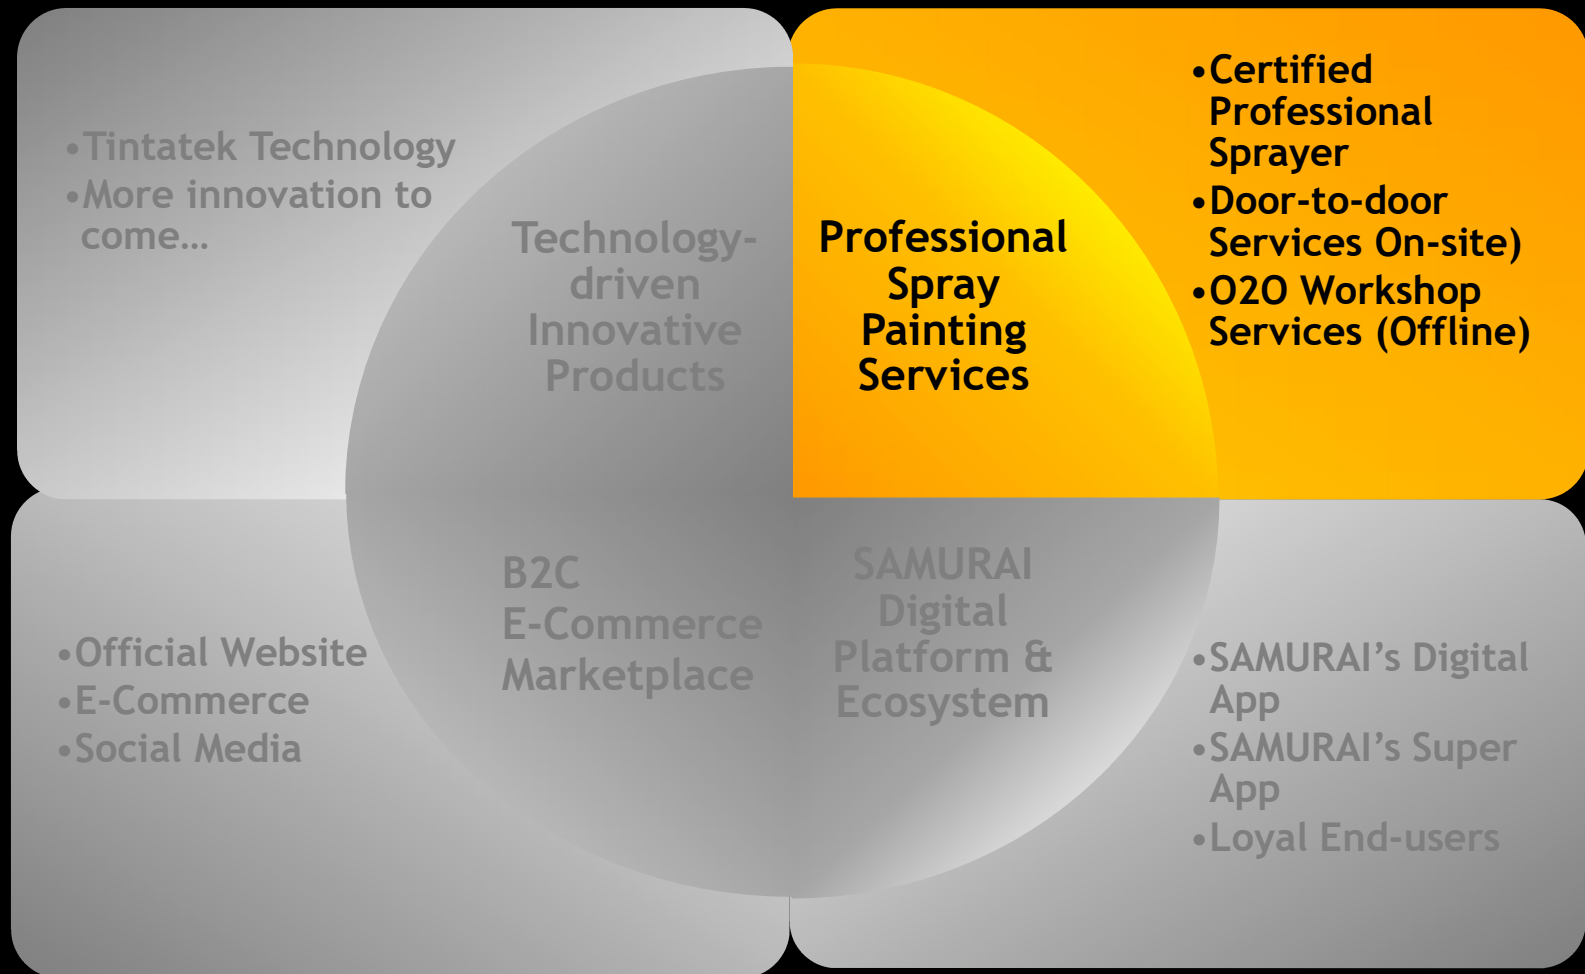 •Tintatek Technology
•More innovation to
come…
Technology-
driven
Innovative
Products
Professional
Spray
Painting
Services
•Certified
Professional
Sprayer
•Door-to-door
Services On-site)
•O2O Workshop
Services (Offline)
•Official Website
•E-Commerce
•Social Media
B2C
E-Commerce
Marketplace
SAMURAI
Digital
Platform &
Ecosystem
•SAMURAI’s Digital
App
•SAMURAI’s Super
App
•Loyal End-users